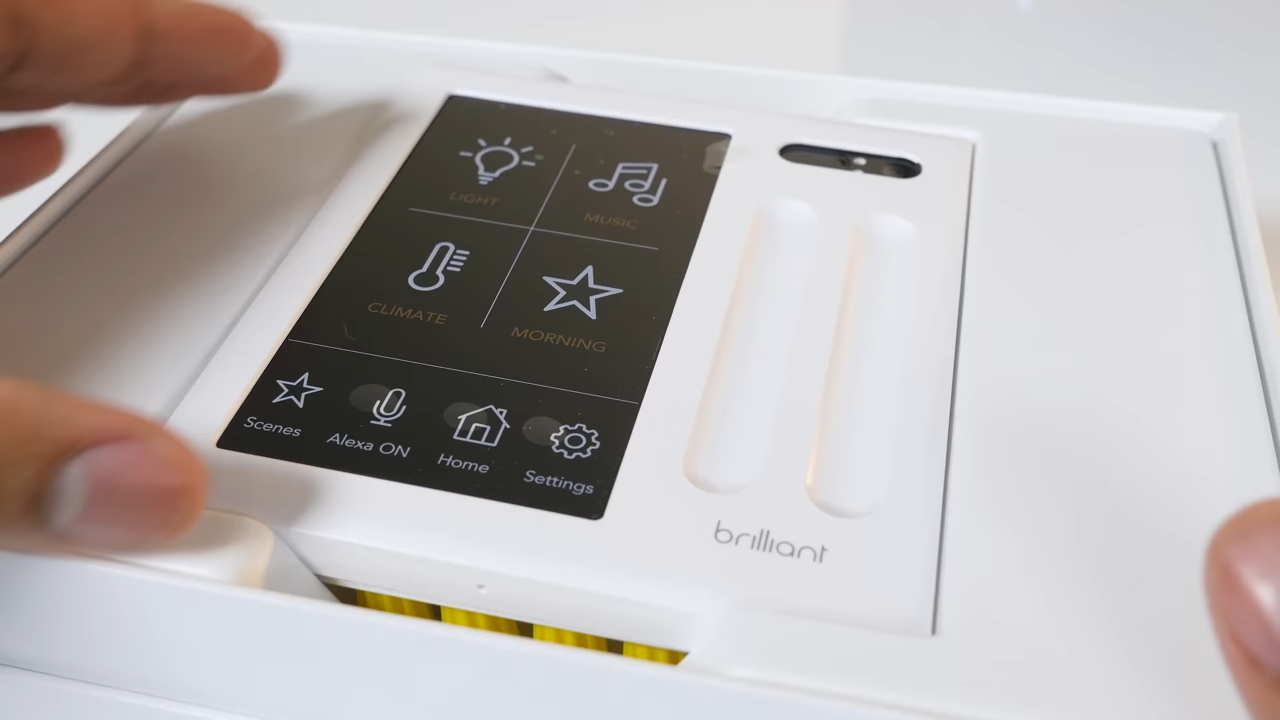 LIGHT
MUSIC
CLIMATE
MORNING
Scenes
Alexa ON
Home
Settings
brilliant